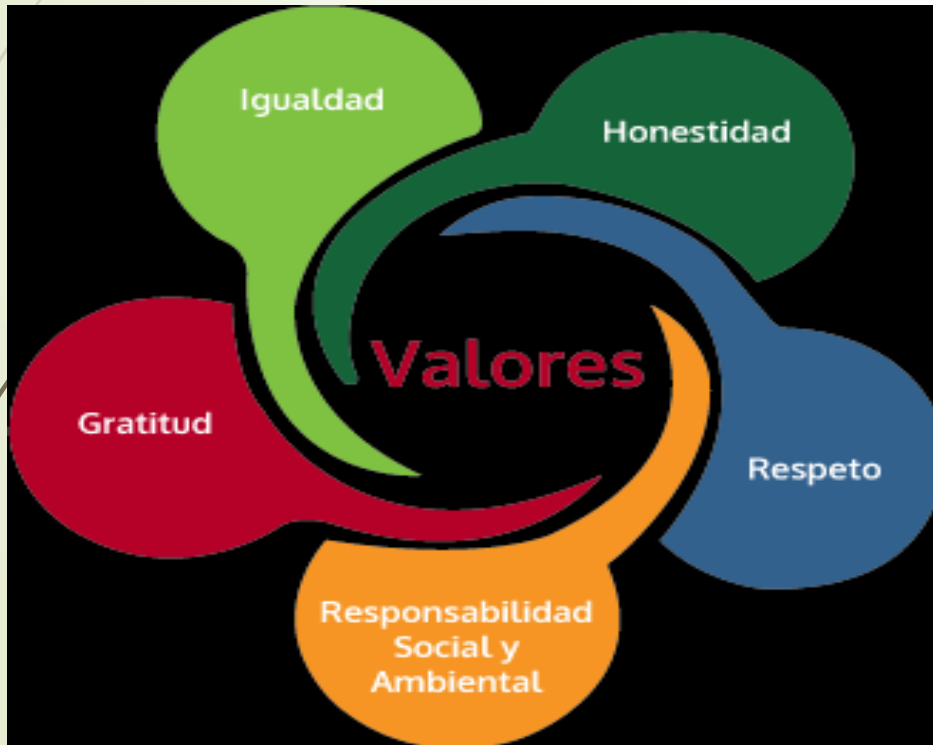 Igualdad
Honestidad
Valores
Gratitud
Respeto
Responsabilidad
Social y
Ambiental